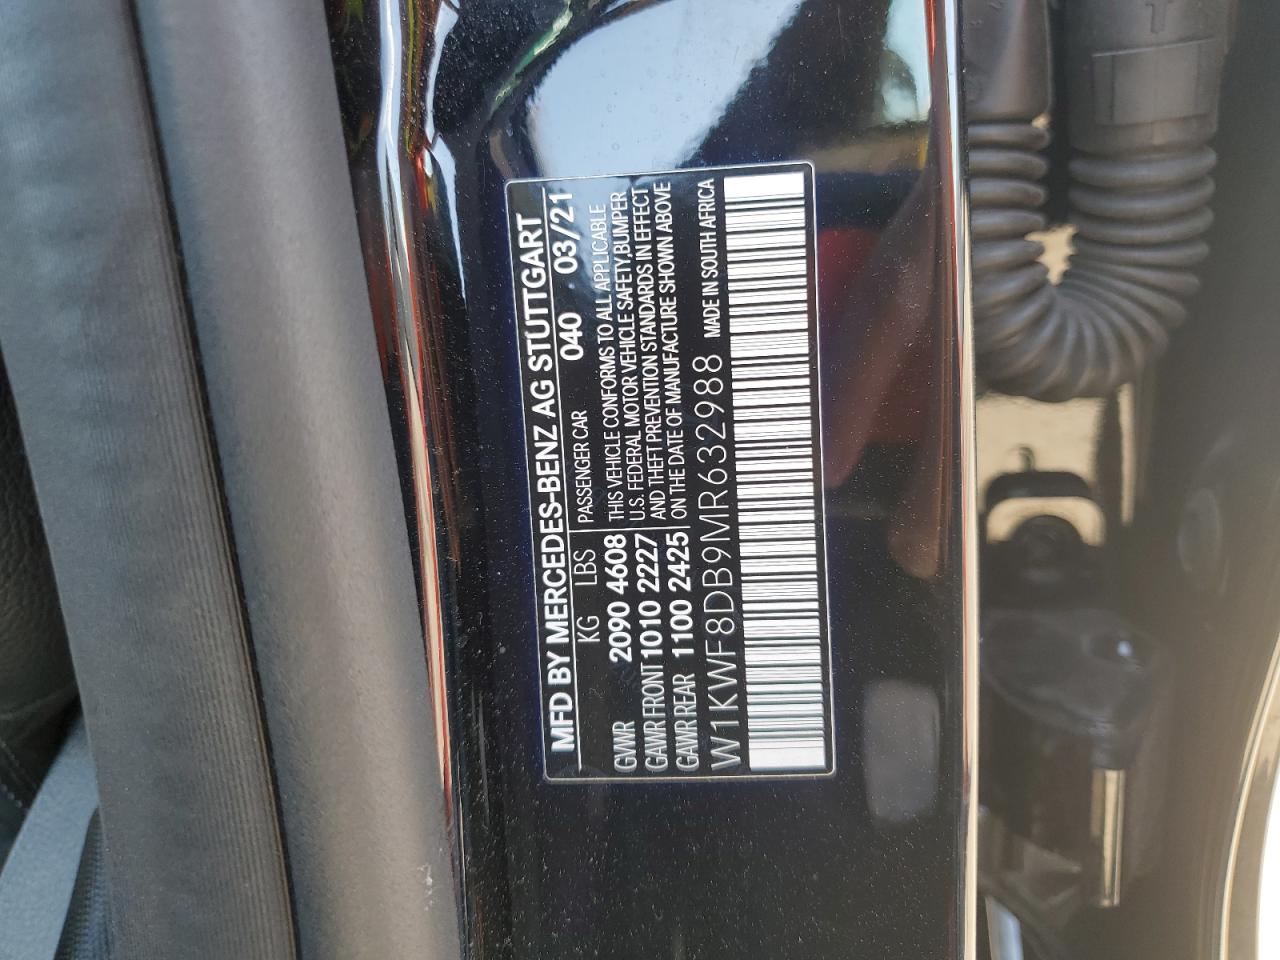 MFD BY MERCEDES-BENZ AG STUTTGART
KG LBS PASSENGER CAR 040 03/21
GVWR 2090 4608 THIS VEHICLE CONFORMS TO ALL APPLICABLE
U.S. FEDERAL MOTOR VEHICLE SAFETY,BUMPER
GAWR FRONT 1010 2227 AND THEFT PREVENTION STANDARDS IN EFFECT
GAWR REAR 1100 2425 ON THE DATE OF MANUFACTURE SHOWN ABOVE
W1KWF8DB9MR632988 MADE IN SOUTH AFRICA